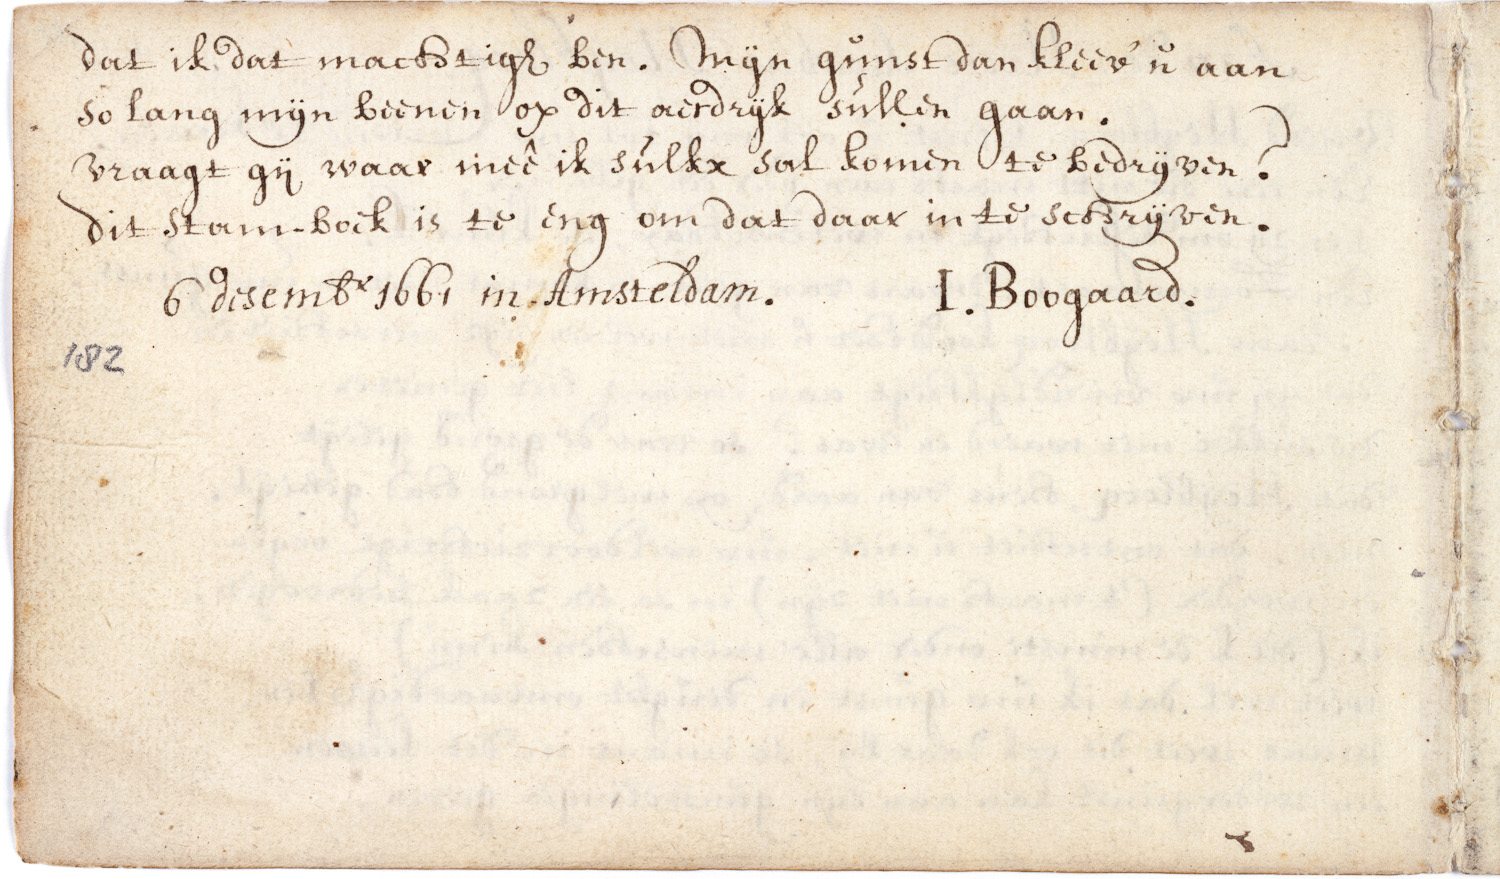 dat ik dat machtigh ben. Mijn gunst dan kleev' u aan
so lang mijn beenen op dit aerdrijk sullen gaan.
vraagt gij waar meê ik sulkx sal komen te bedrijven?
dit stam-boek is te eng om dat daar in te schrijven.
6 desembr 1661 in Amsteldam. I. Boogaard.
182